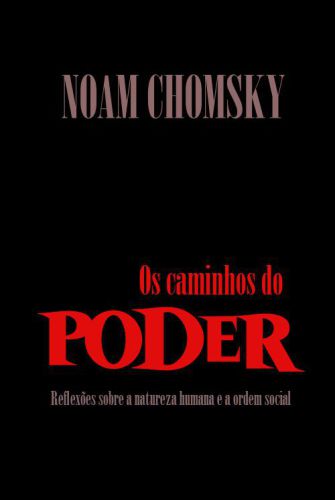 NOAM CHOMSKY
Os caminhos do
PODER
Reflexões sobre a natureza humana e a ordem social